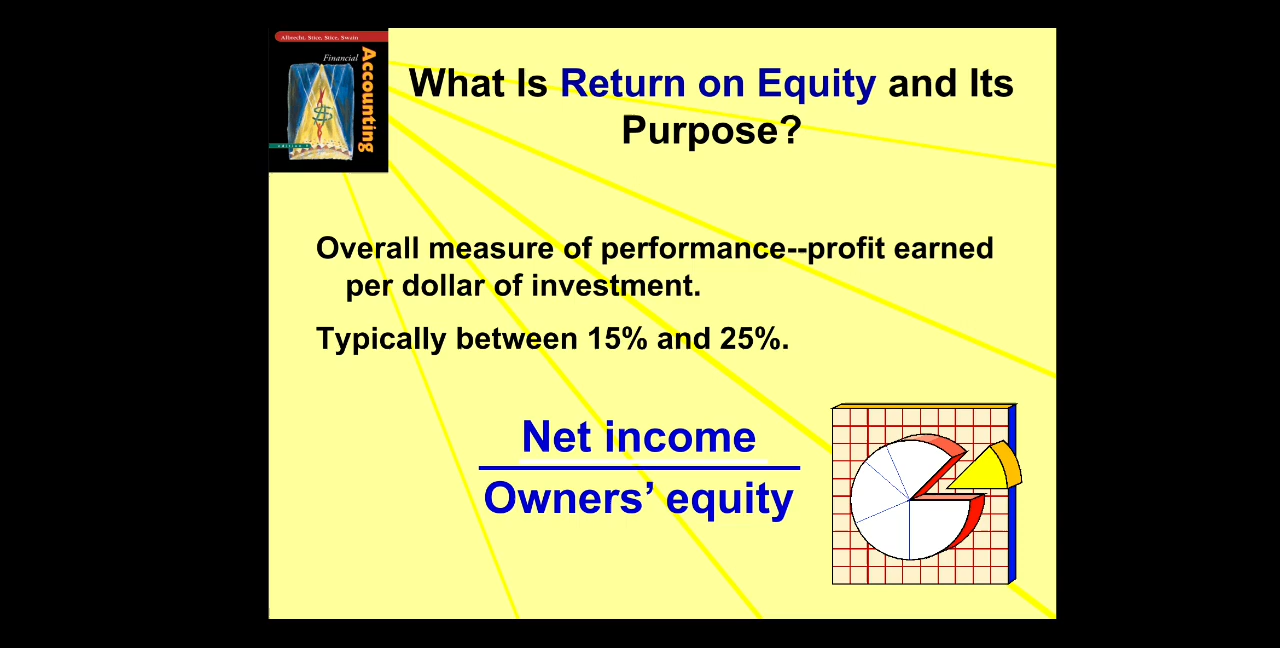 Albrecht, Stice, Stice, Swain
Financial
Accounting
What Is Return on Equity and Its
Purpose?
Overall measure of performance--profit earned
per dollar of investment.
Typically between 15% and 25%.
Net income
Owners’ equity